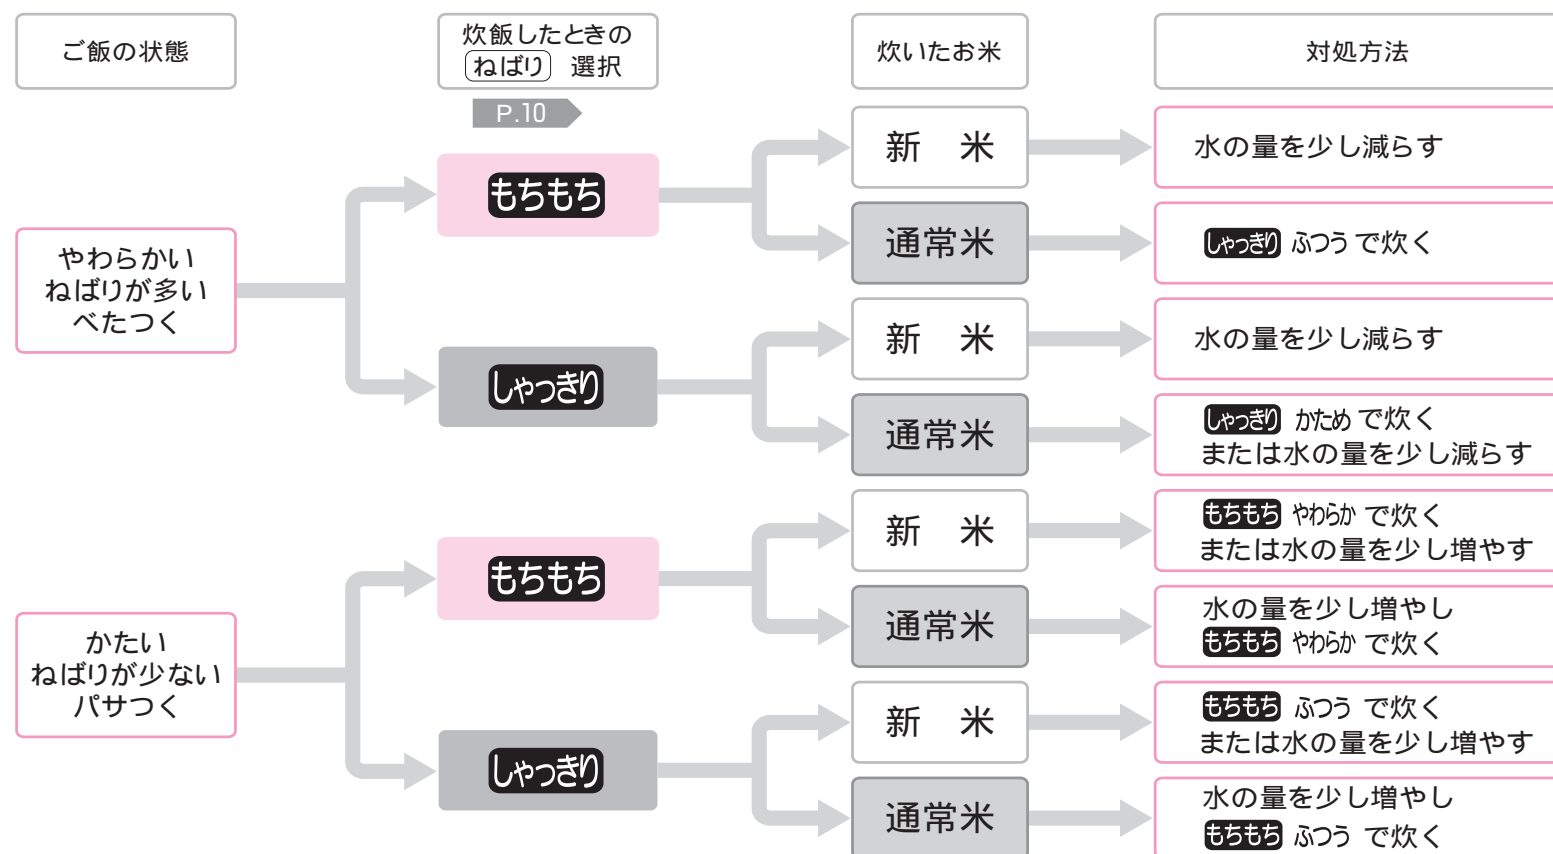 ご飯の状態
炊飯したときの
ねばり 選択
P.10
炊いたお米
対処方法
やわらかい
ねばりが多い
べたつく
もちもち
新 米
水の量を少し減らす
通常米
しゃっきり ふつう で炊く
しゃっきり
新 米
水の量を少し減らす
通常米
しゃっきり かため で炊く
または水の量を少し減らす
かたい
ねばりが少ない
パサつく
もちもち
新 米
もちもち やわらか で炊く
または水の量を少し増やす
通常米
水の量を少し増やし
もちもち やわらか で炊く
しゃっきり
新 米
もちもち ふつう で炊く
または水の量を少し増やす
通常米
水の量を少し増やし
もちもち ふつう で炊く